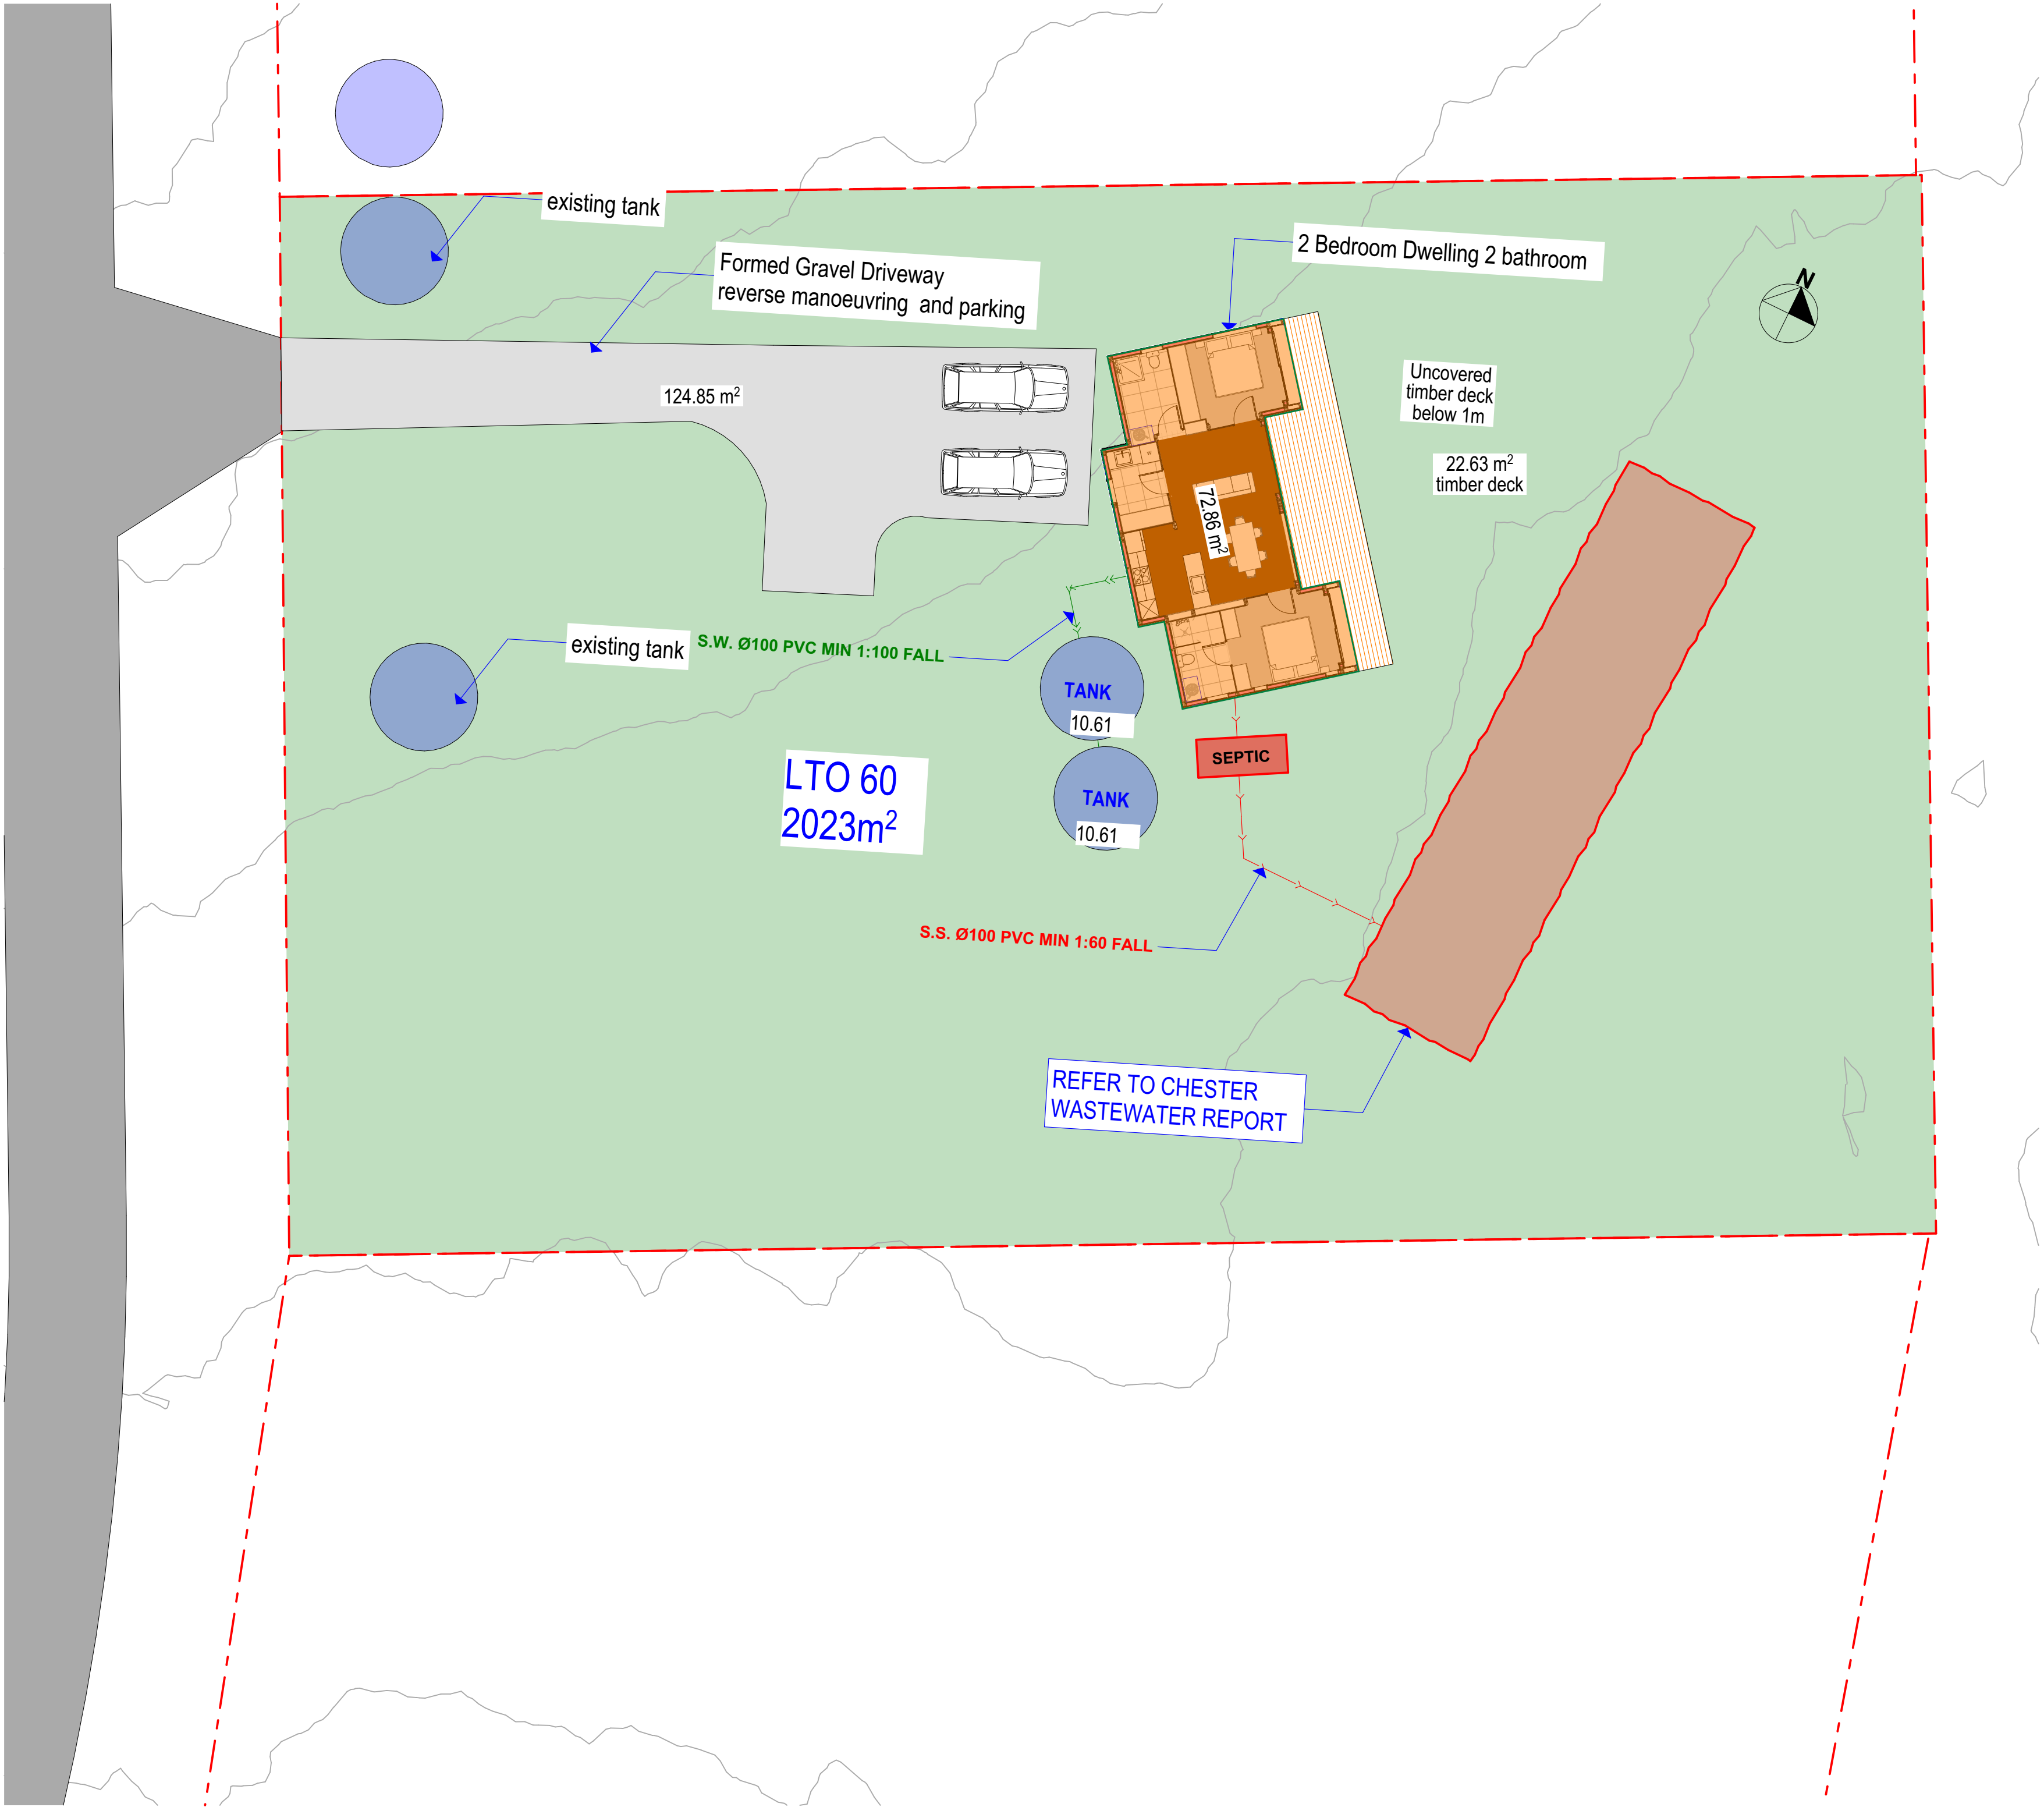 existing tank
Formed Gravel Driveway
reverse manoeuvring and parking
2 Bedroom Dwelling 2 bathroom
N
124.85 m²
Uncovered
timber deck
below 1m
22.63 m²
timber deck
72.86 m²
existing tank
S.W. Ø100 PVC MIN 1:100 FALL
TANK
10.61
SEPTIC
LTO 60
2023m²
TANK
10.61
S.S. Ø100 PVC MIN 1:60 FALL
REFER TO CHESTER
WASTEWATER REPORT